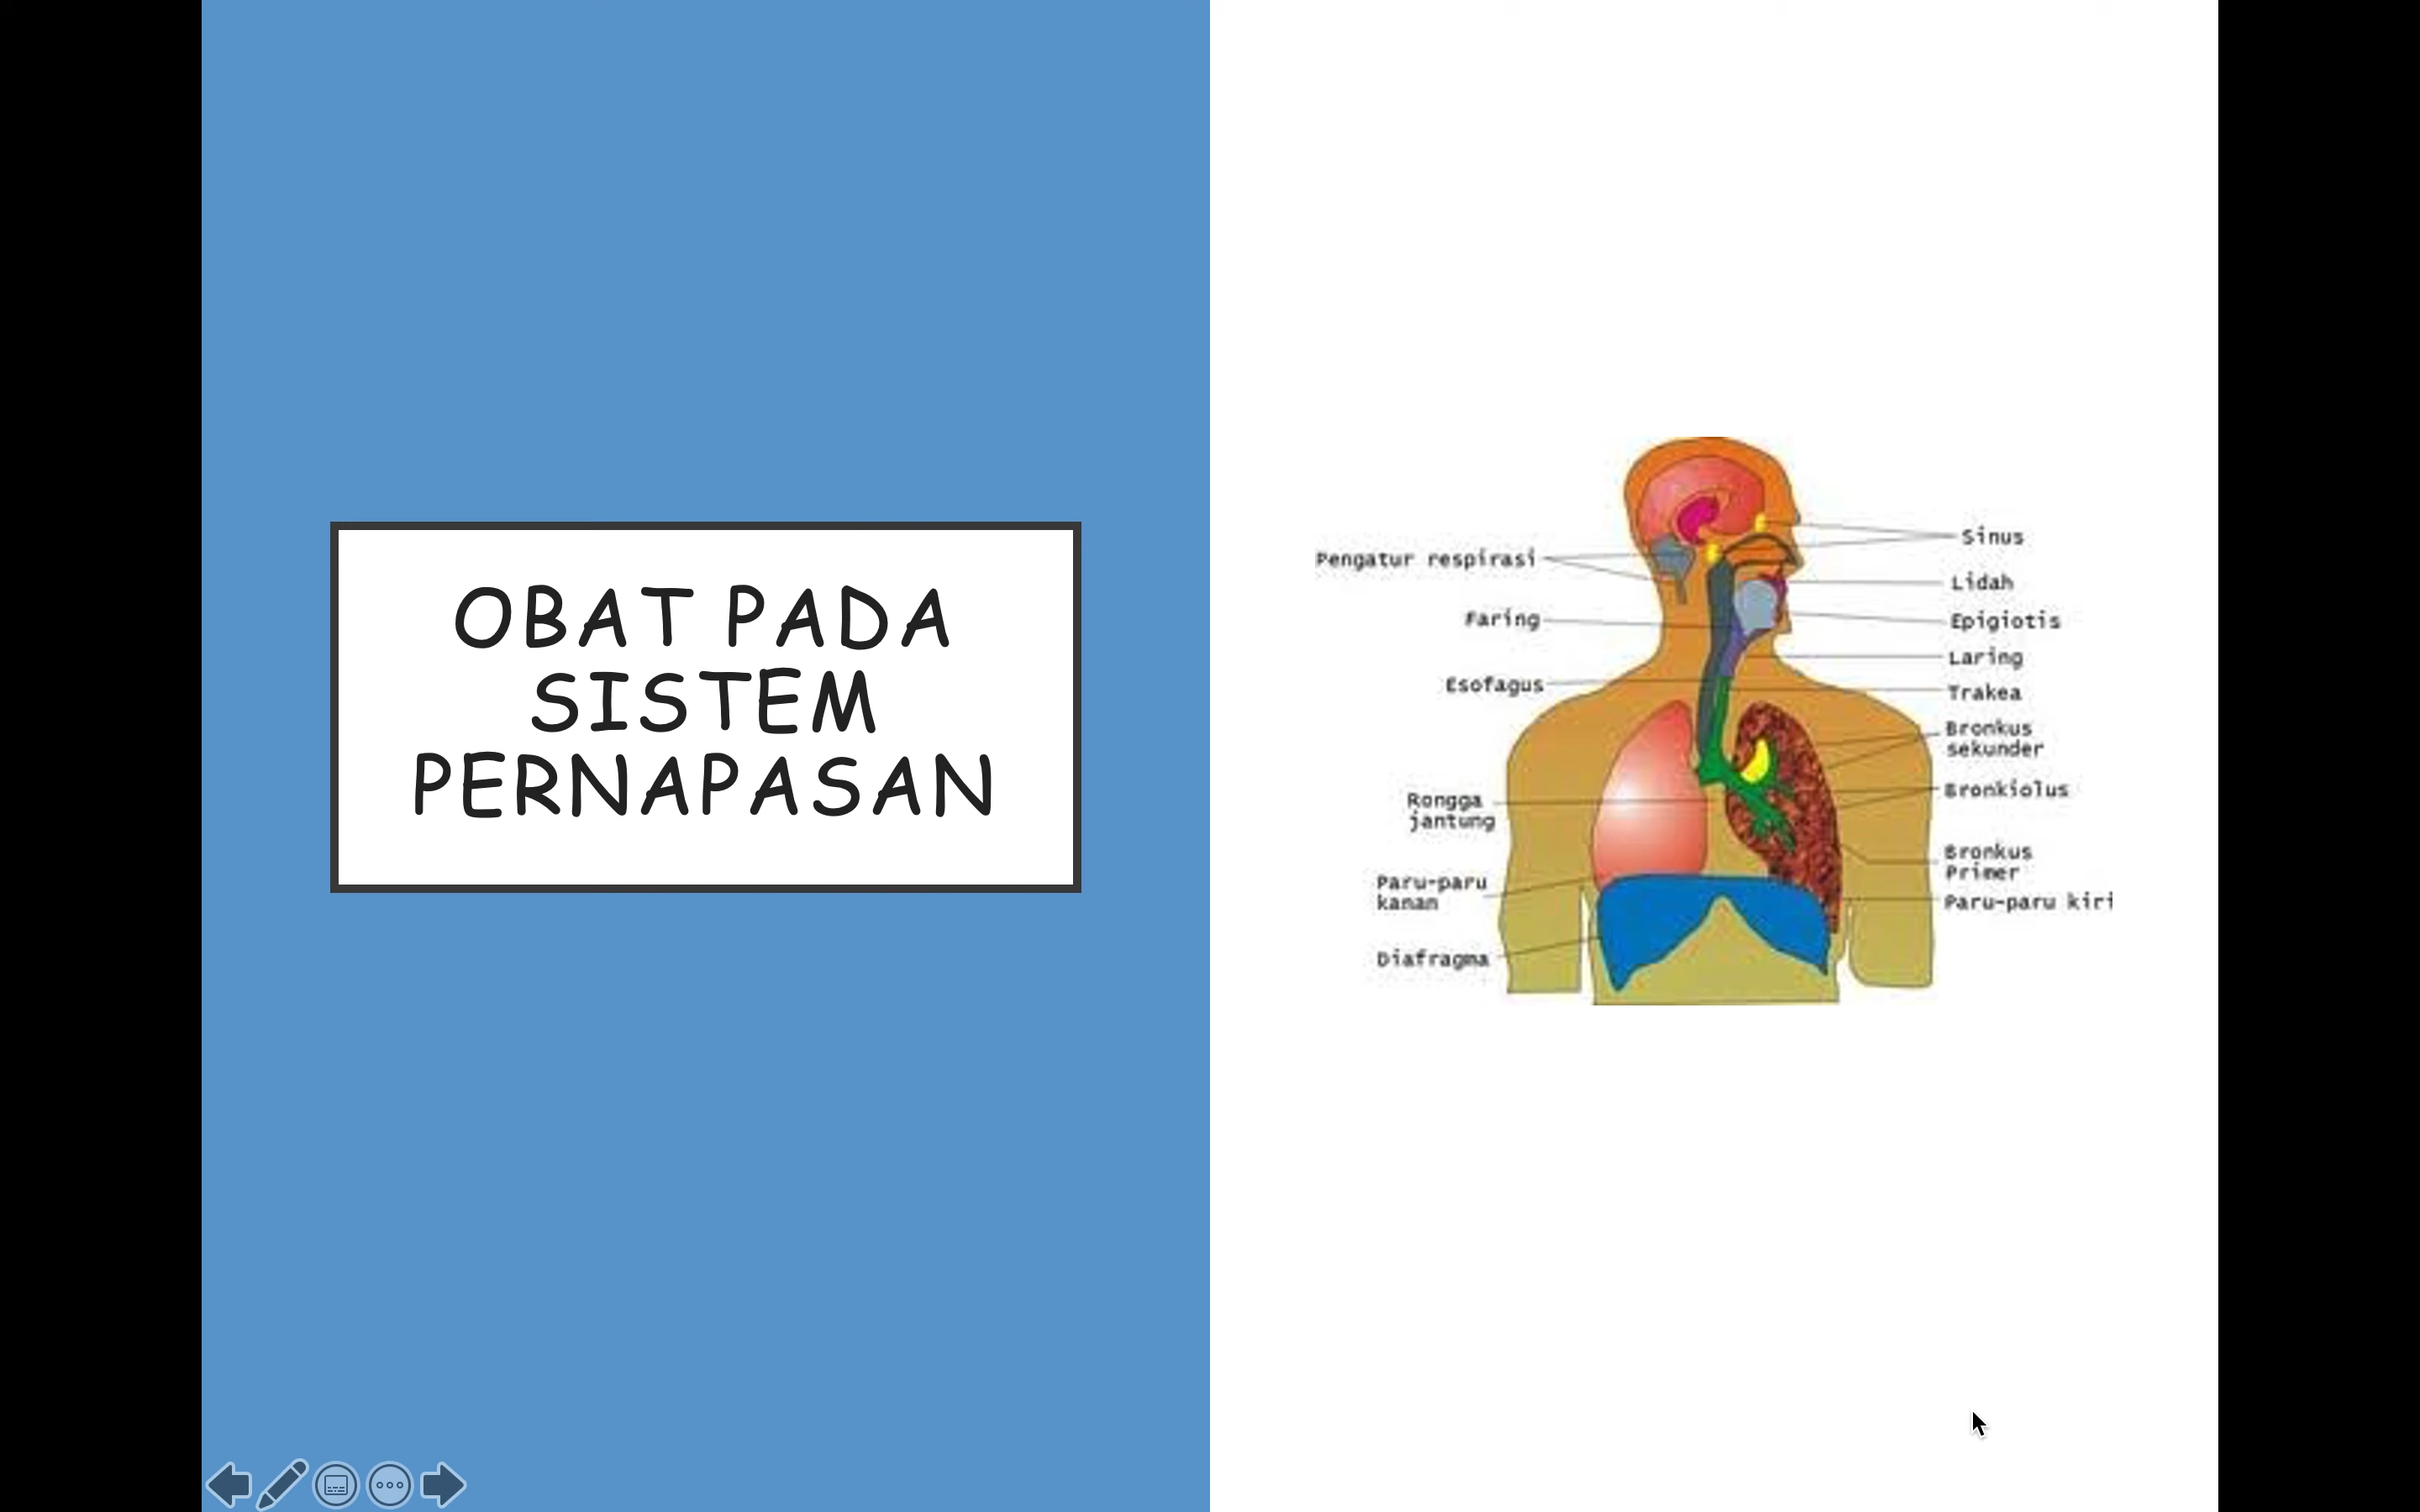 OBAT PADA
SISTEM
PERNAPASAN
Pengatur respirasi
Faring
Esofagus
Rongga
jantung
Paru-paru
kanan
Diafragma
Sinus
Lidah
Epigiotis
Laring
Trakea
Bronkus
sekunder
Bronkiolus
Bronkus
Primer
Paru-paru kiri